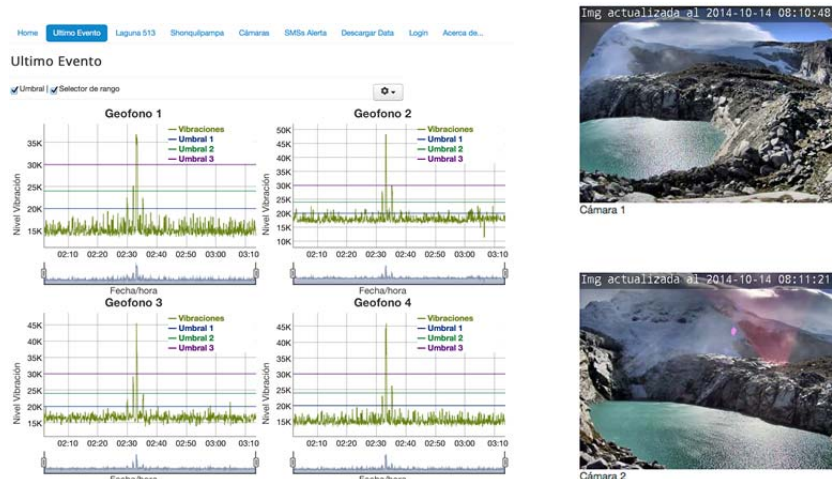 Home Ultimo Evento Laguna 513 Shonquilpampa Cámaras SMSs Alerta Descargar Data Login Acerca de...
Ultimo Evento
Umbral | Selector de rango
Geofono 1
Vibraciones
Umbral 1
Umbral 2
Umbral 3
35K
30K
25K
20K
15K
Nivel Vibración
02:10 02:20 02:30 02:40 02:50 03:00 03:10
Fecha/hora
Geofono 2
Vibraciones
Umbral 1
Umbral 2
Umbral 3
50K
45K
40K
35K
30K
25K
20K
15K
10K
Nivel Vibración
02:10 02:20 02:30 02:40 02:50 03:00 03:10
Fecha/hora
Geofono 3
Vibraciones
Umbral 1
Umbral 2
Umbral 3
45K
40K
35K
30K
25K
20K
15K
Nivel Vibración
02:10 02:20 02:30 02:40 02:50 03:00 03:10
Fecha/hora
Geofono 4
Vibraciones
Umbral 1
Umbral 2
Umbral 3
45K
40K
35K
30K
25K
20K
15K
Nivel Vibración
02:10 02:20 02:30 02:40 02:50 03:00 03:10
Fecha/hora
Img actualizada al 2014-10-14 08:10:48
Cámara 1
Img actualizada al 2014-10-14 08:11:21
Cámara 2